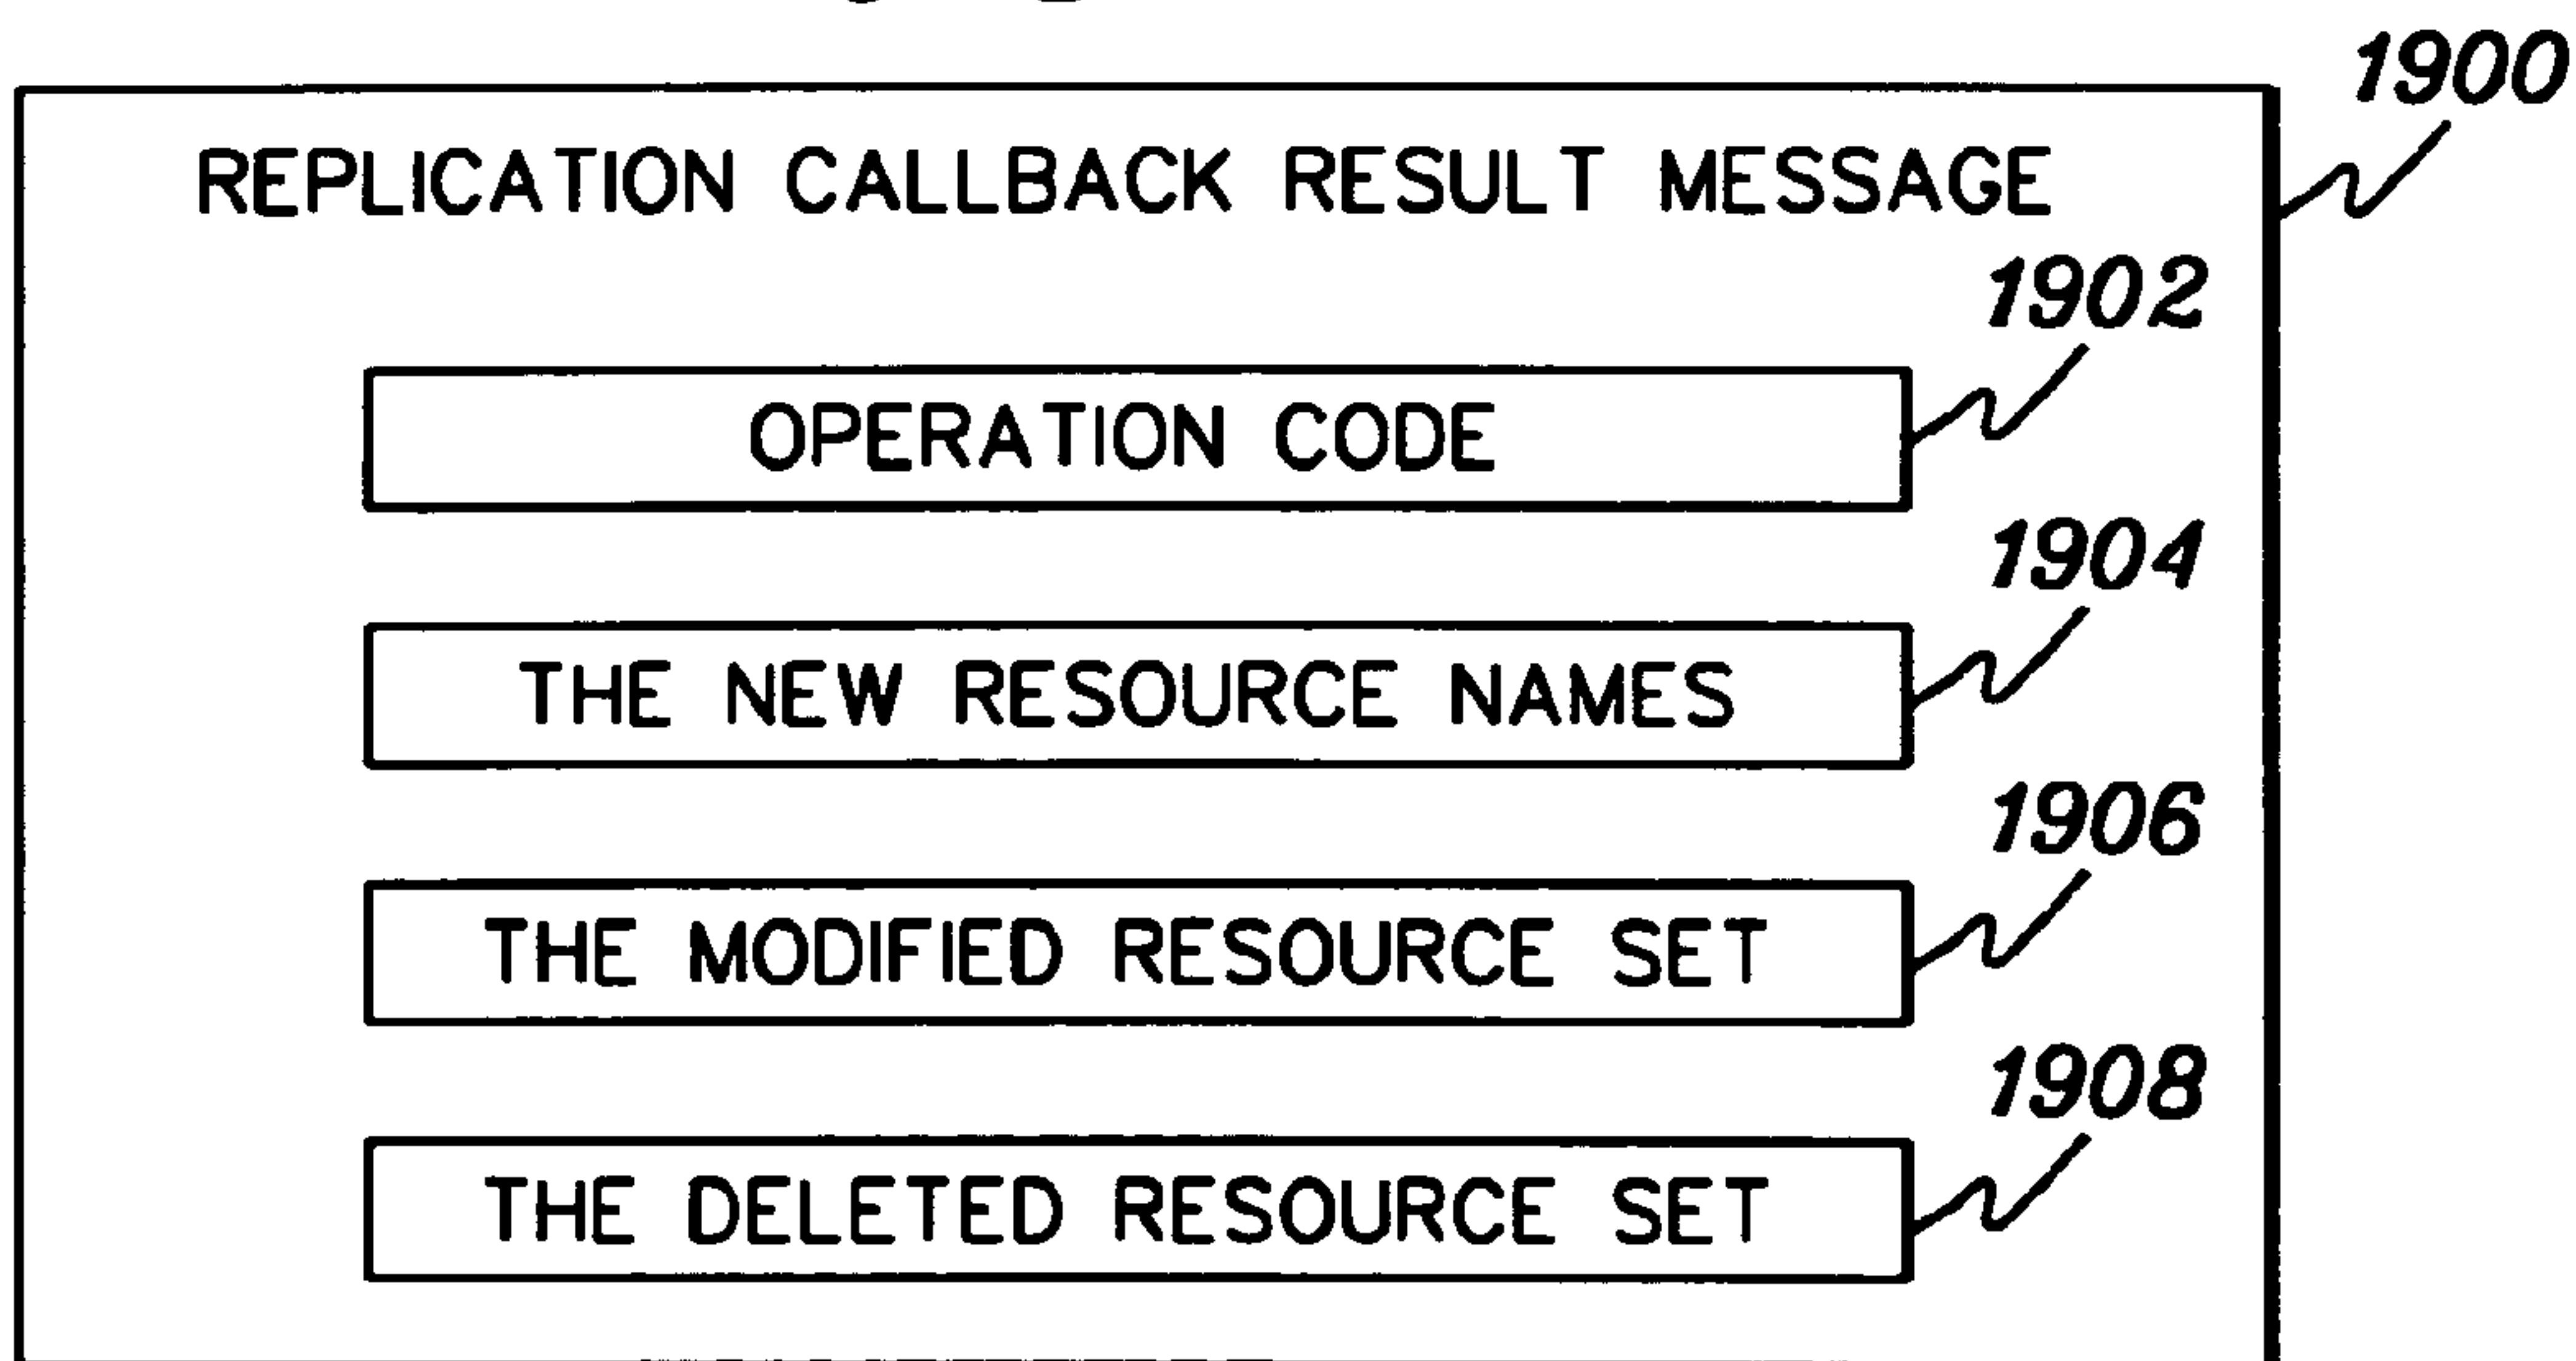 1900
REPLICATION CALLBACK RESULT MESSAGE
1902
OPERATION CODE
1904
THE NEW RESOURCE NAMES
1906
THE MODIFIED RESOURCE SET
1908
THE DELETED RESOURCE SET